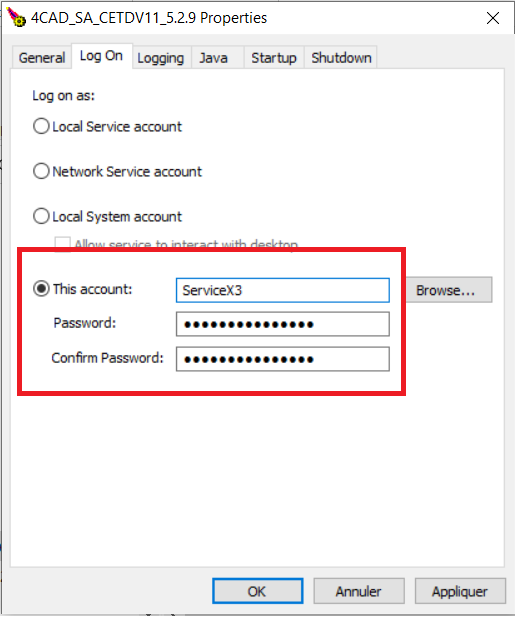 4CAD_SA_CETDV11_5.2.9 Properties
General Log On Logging Java Startup Shutdown
Log on as:
Local Service account
Network Service account
Local System account
Allow service to interact with desktop
This account: ServiceX3 Browse...
Password: ●●●●●●●●●●●●●●●
Confirm Password: ●●●●●●●●●●●●●●●
OK Annuler Appliquer